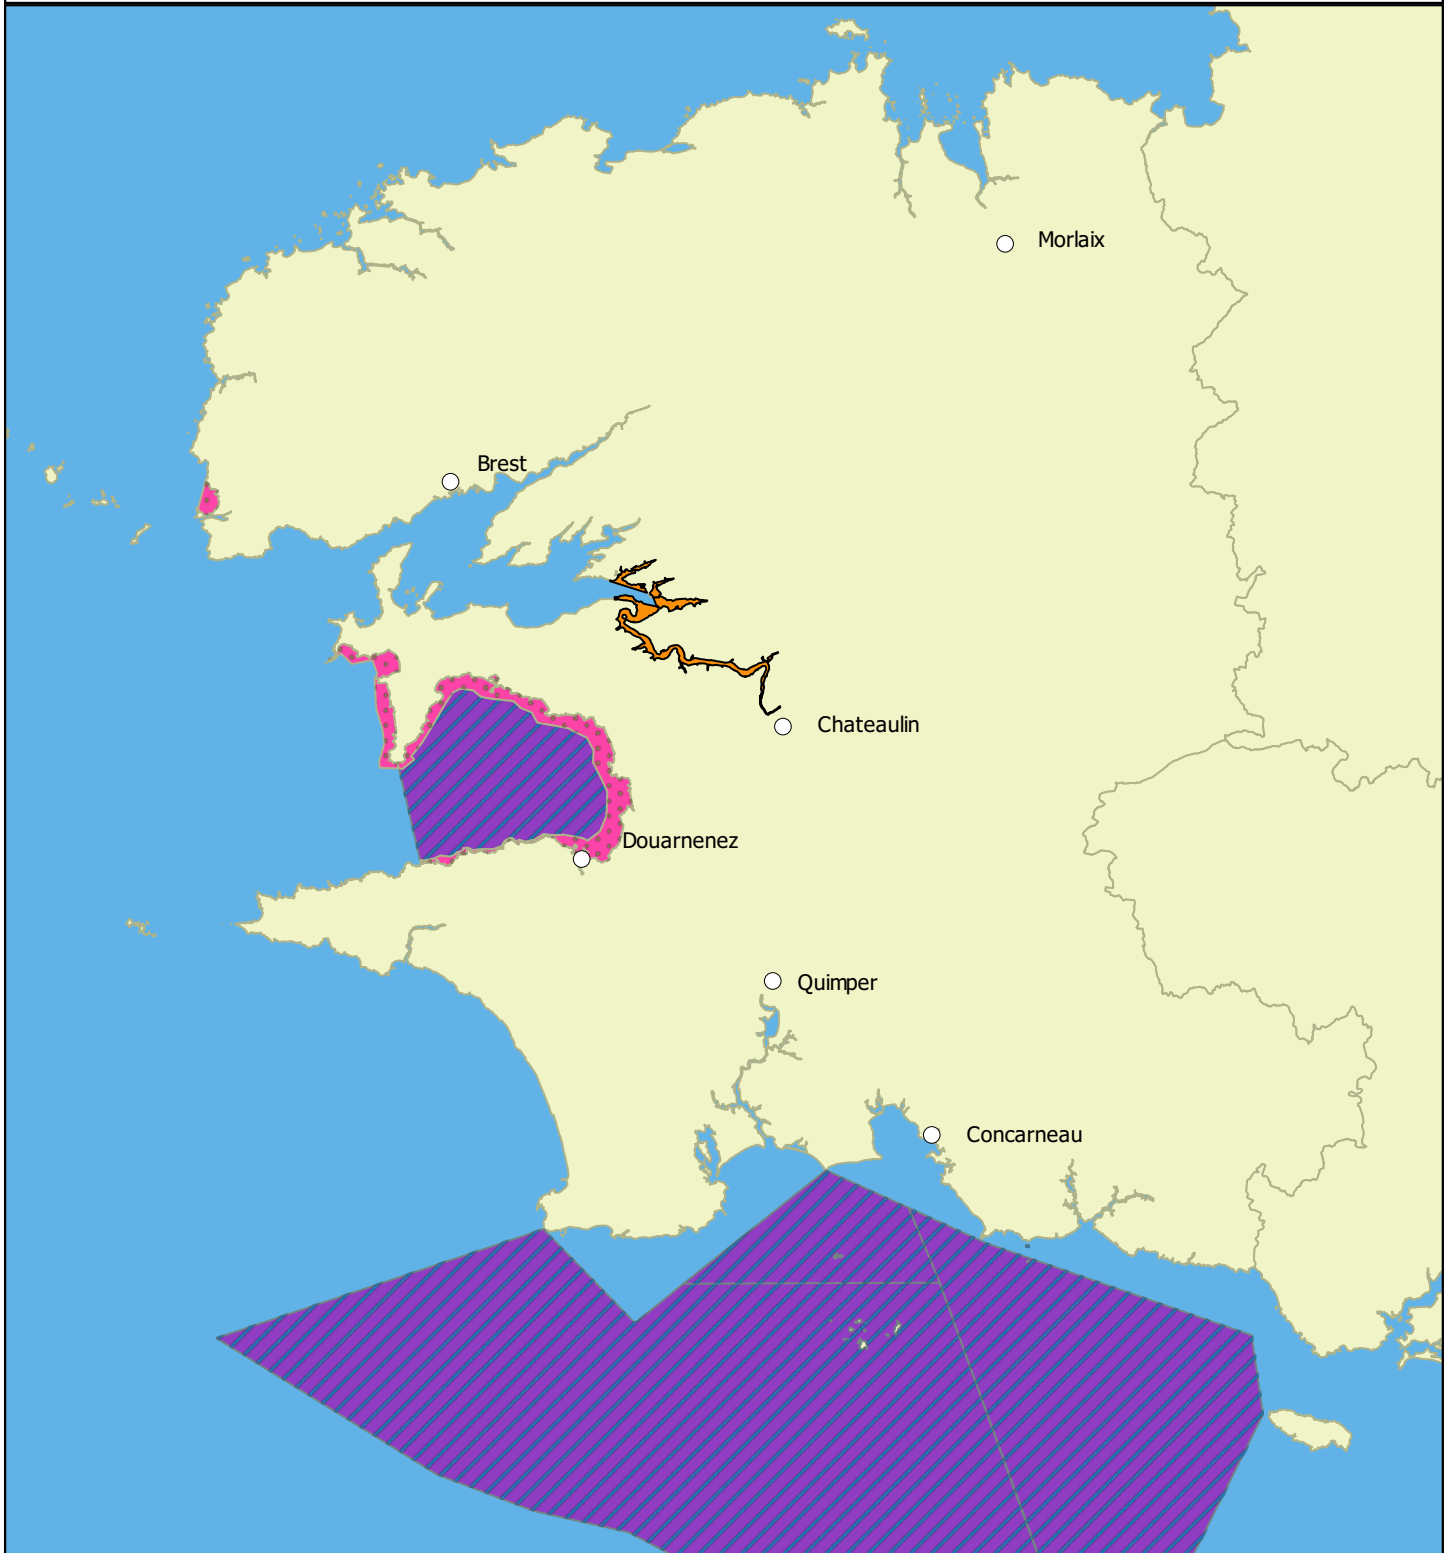 Morlaix
Brest
Chateaulin
Douarnenez
Quimper
Concarneau